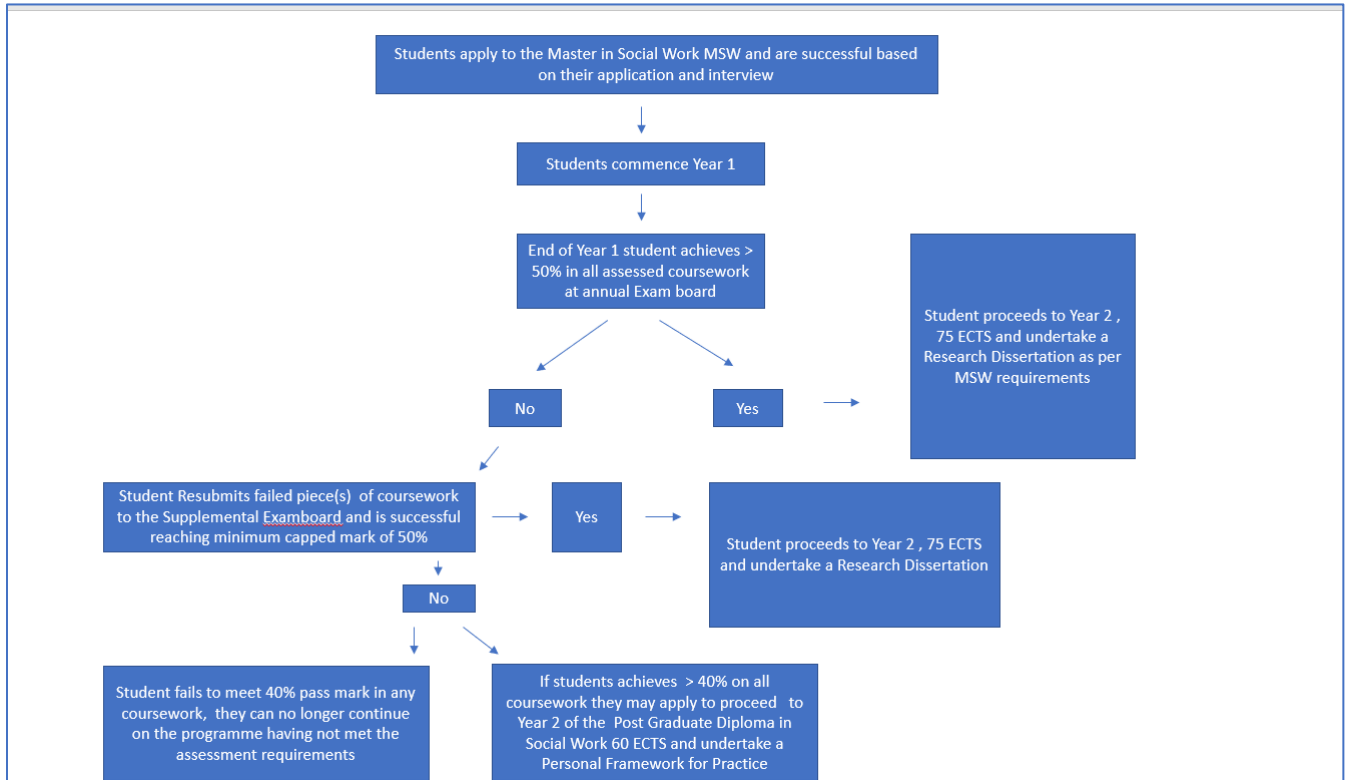 Students apply to the Master in Social Work MSW and are successful based
on their application and interview
Students commence Year 1
End of Year 1 student achieves >
50% in all assessed coursework
at annual Exam board
Student proceeds to Year 2 ,
75 ECTS and undertake a
Research Dissertation as per
MSW requirements
No
Yes
Student Resubmits failed piece(s) of coursework
to the Supplemental Examboard and is successful
reaching minimum capped mark of 50%
Yes
Student proceeds to Year 2 , 75 ECTS
and undertake a Research Dissertation
No
Student fails to meet 40% pass mark in any
coursework, they can no longer continue
on the programme having not met the
assessment requirements
If students achieves > 40% on all
coursework they may apply to proceed to
Year 2 of the Post Graduate Diploma in
Social Work 60 ECTS and undertake a
Personal Framework for Practice